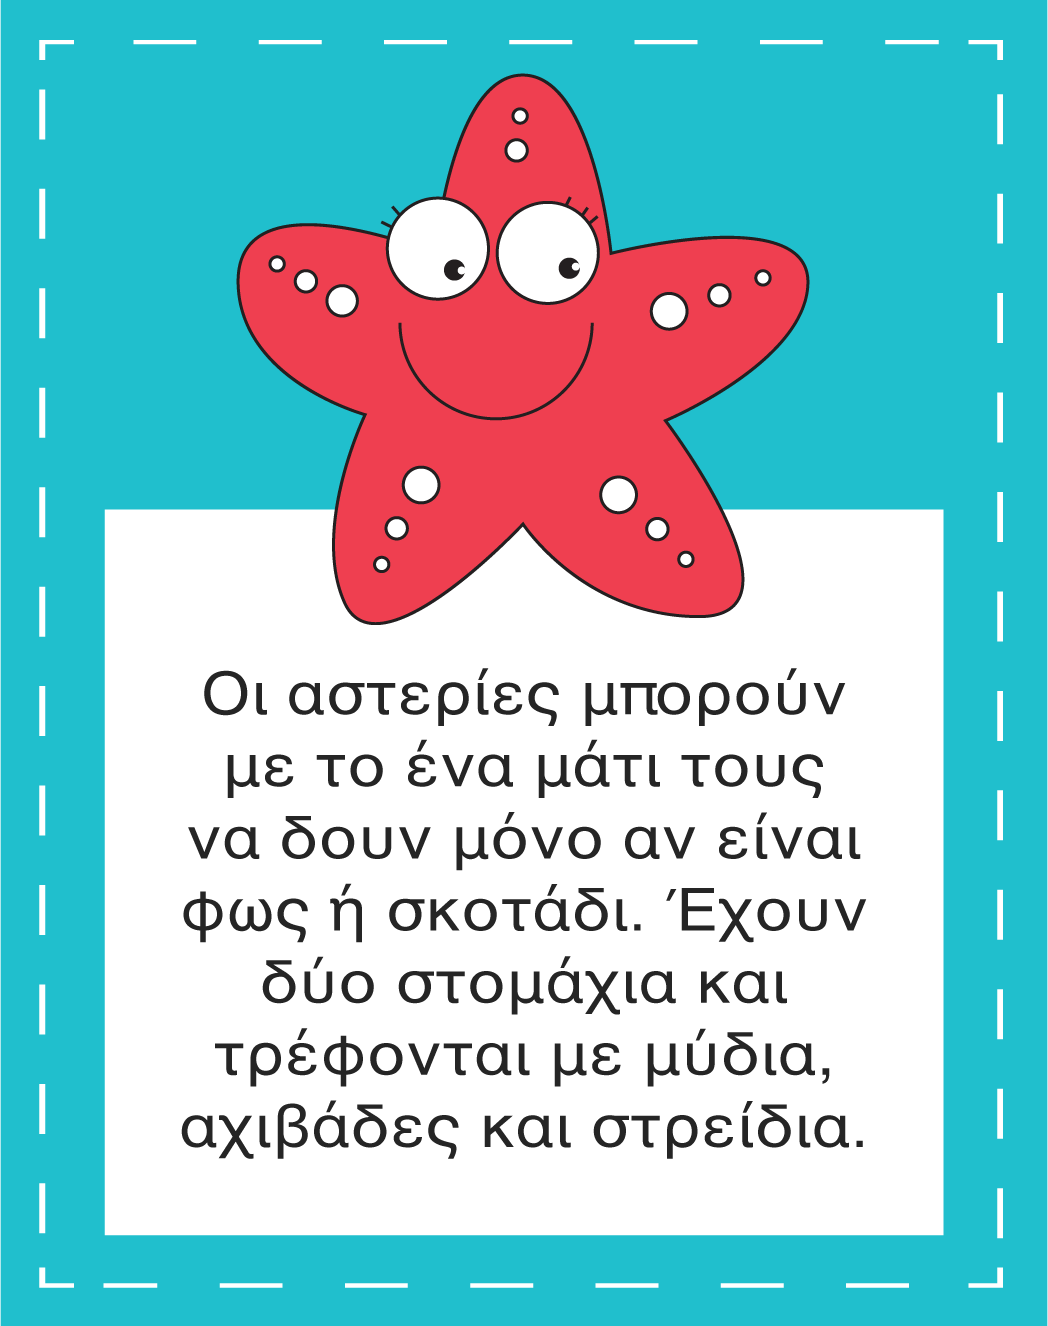 Οι αστερίες μπορούν
με το ένα μάτι τους
να δουν μόνο αν είναι
φως ή σκοτάδι. Έχουν
δύο στομάχια και
τρέφονται με μύδια,
αχιβάδες και στρείδια.